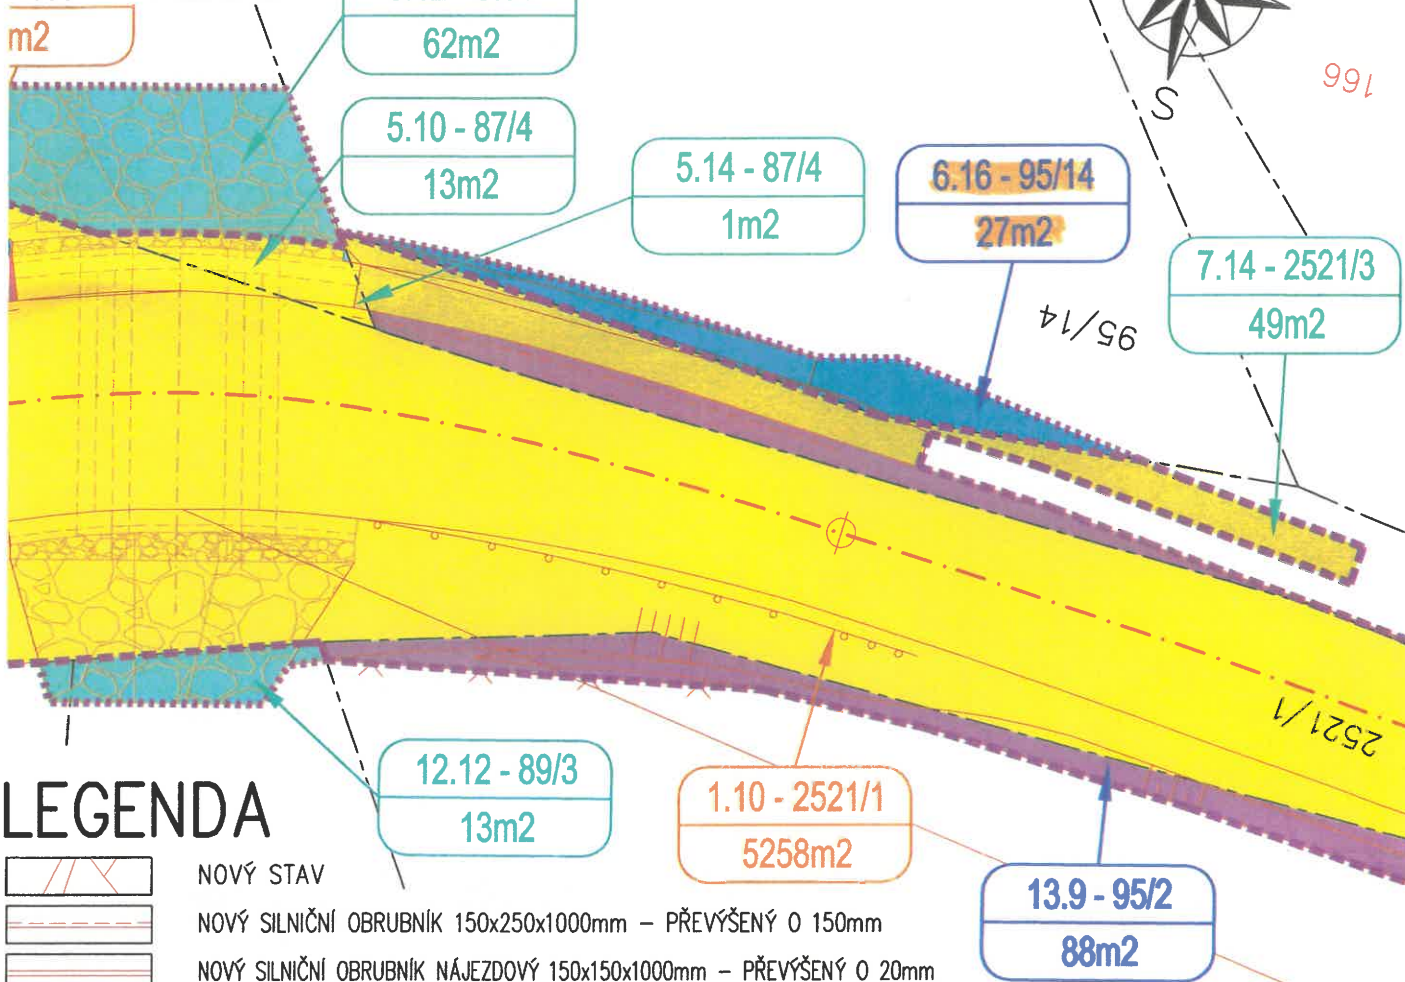 m2
62m2
5.10 - 87/4
13m2
5.14 - 87/4
1m2
6.16 - 95/14
27m2
7.14 - 2521/3
49m2
S
166
95/14
2521/1
12.12 - 89/3
13m2
1.10 - 2521/1
5258m2
13.9 - 95/2
88m2
LEGENDA
NOVÝ STAV
NOVÝ SILNIČNÍ OBRUBNÍK 150x250x1000mm – PŘEVÝŠENÝ O 150mm
NOVÝ SILNIČNÍ OBRUBNÍK NÁJEZDOVÝ 150x150x1000mm – PŘEVÝŠENÝ O 20mm